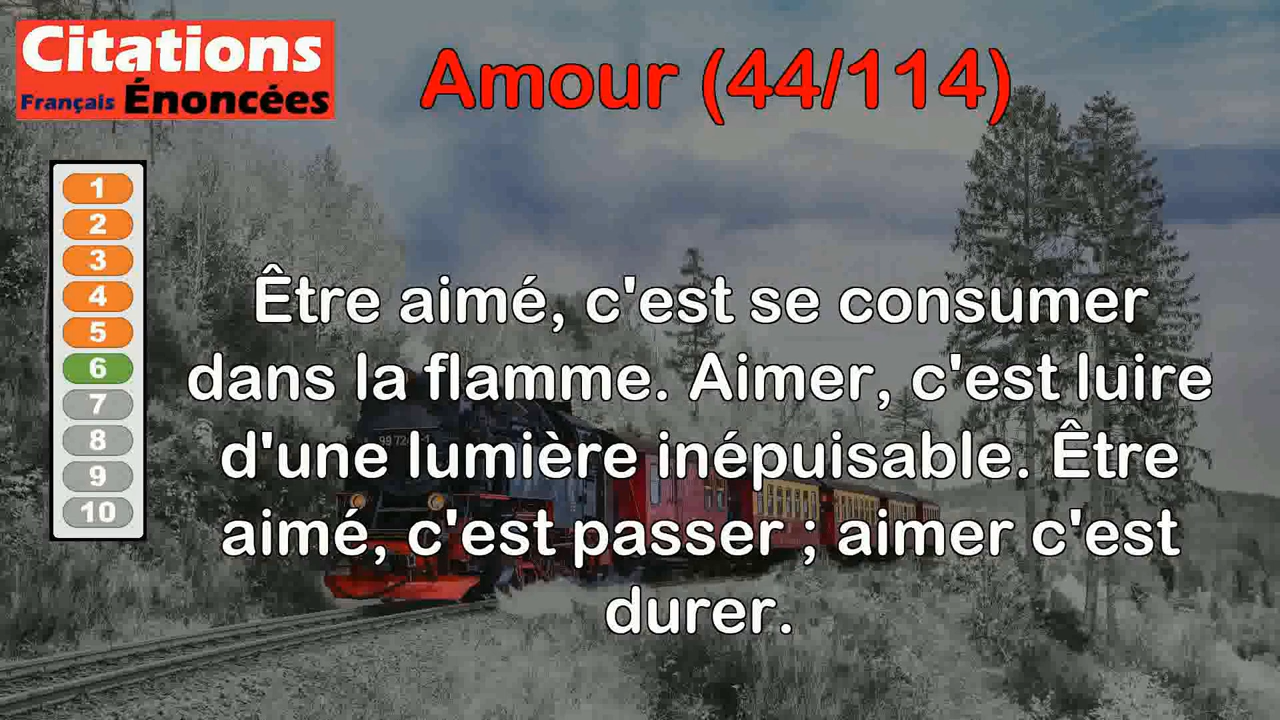 Citations
Français Énoncées
Amour (44/114)
1
2
3
4
5
6
7
8
9
10
Être aimé, c'est se consumer
dans la flamme. Aimer, c'est luire
d'une lumière inépuisable. Être
aimé, c'est passer ; aimer c'est
durer.